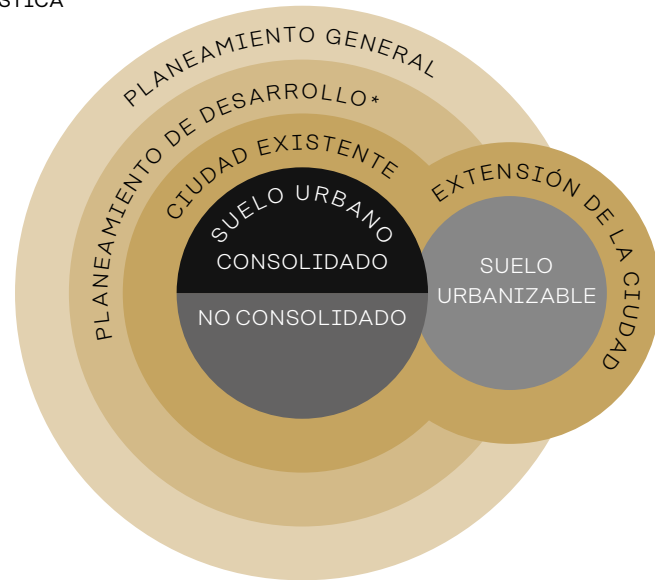 PLANEAMIENTO GENERAL
PLANEAMIENTO DE DESARROLLO*
CIUDAD EXISTENTE
SUELO URBANO
CONSOLIDADO
NO CONSOLIDADO
EXTENSIÓN DE LA CIUDAD
SUELO
URBANIZABLE